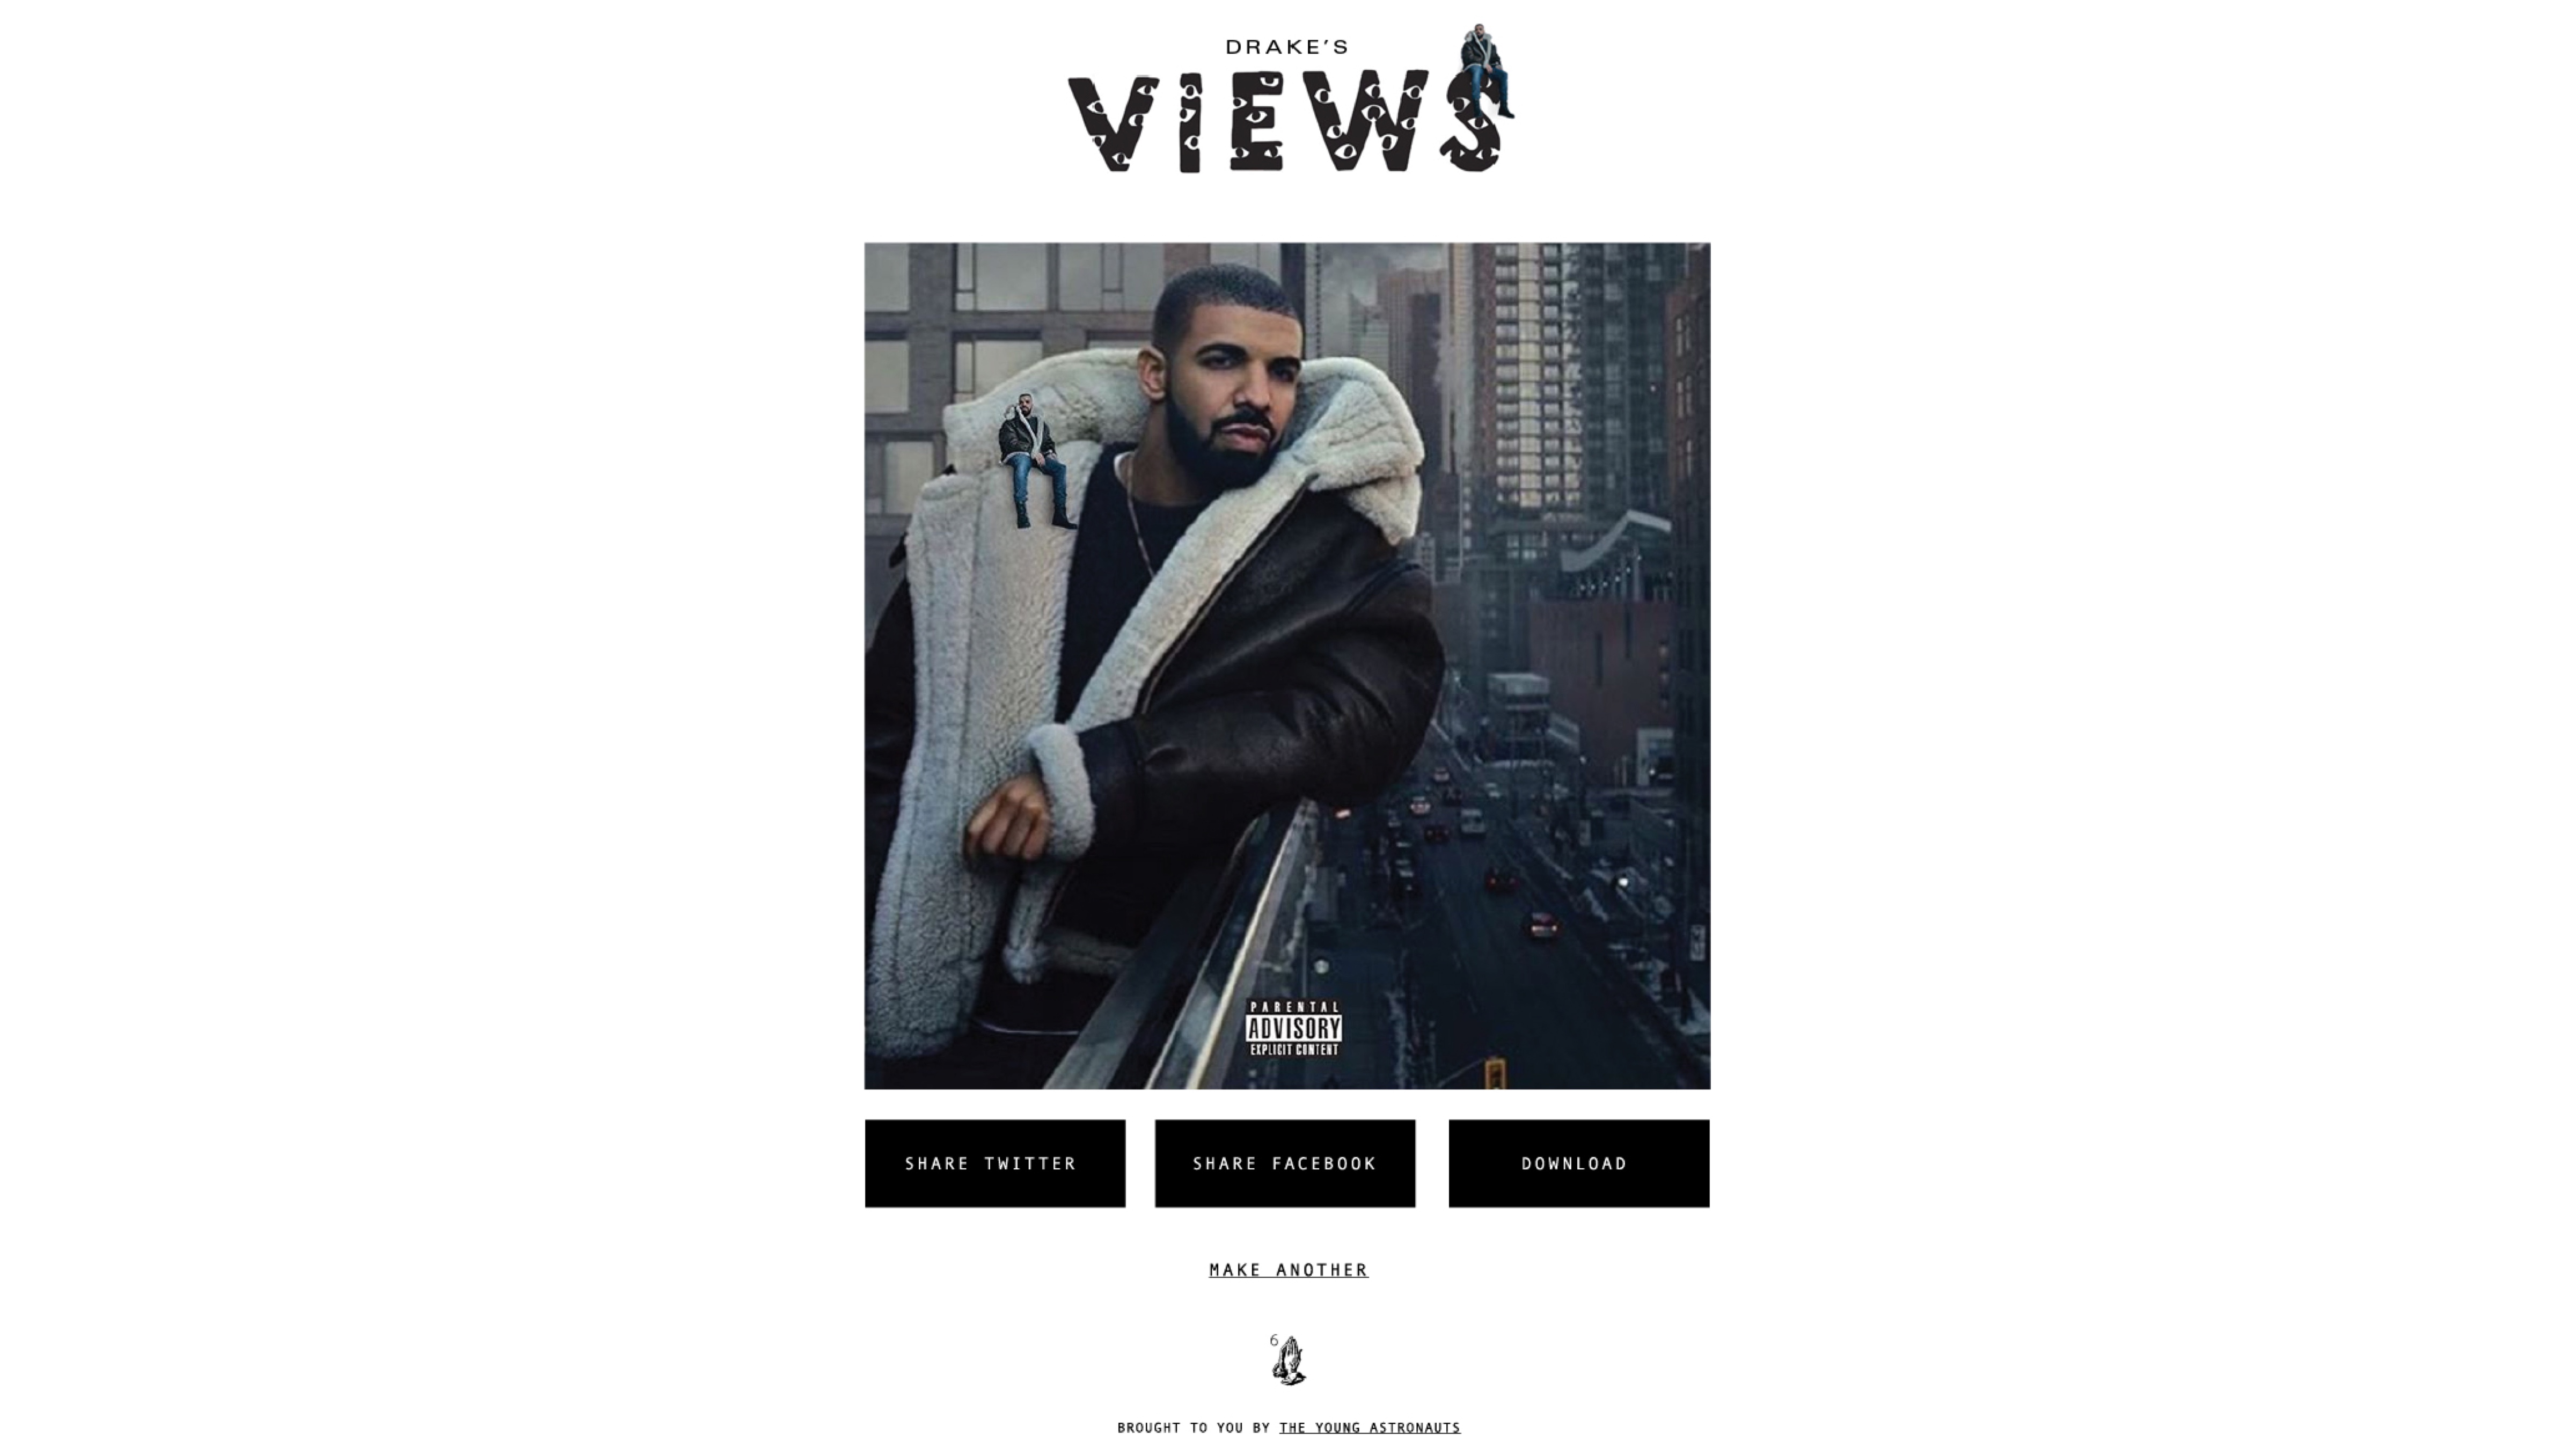 DRAKE'S
VIEWS
PARENTAL
ADVISORY
EXPLICIT CONTENT
SHARE TWITTER
SHARE FACEBOOK
DOWNLOAD
MAKE ANOTHER
6
BROUGHT TO YOU BY THE YOUNG ASTRONAUTS